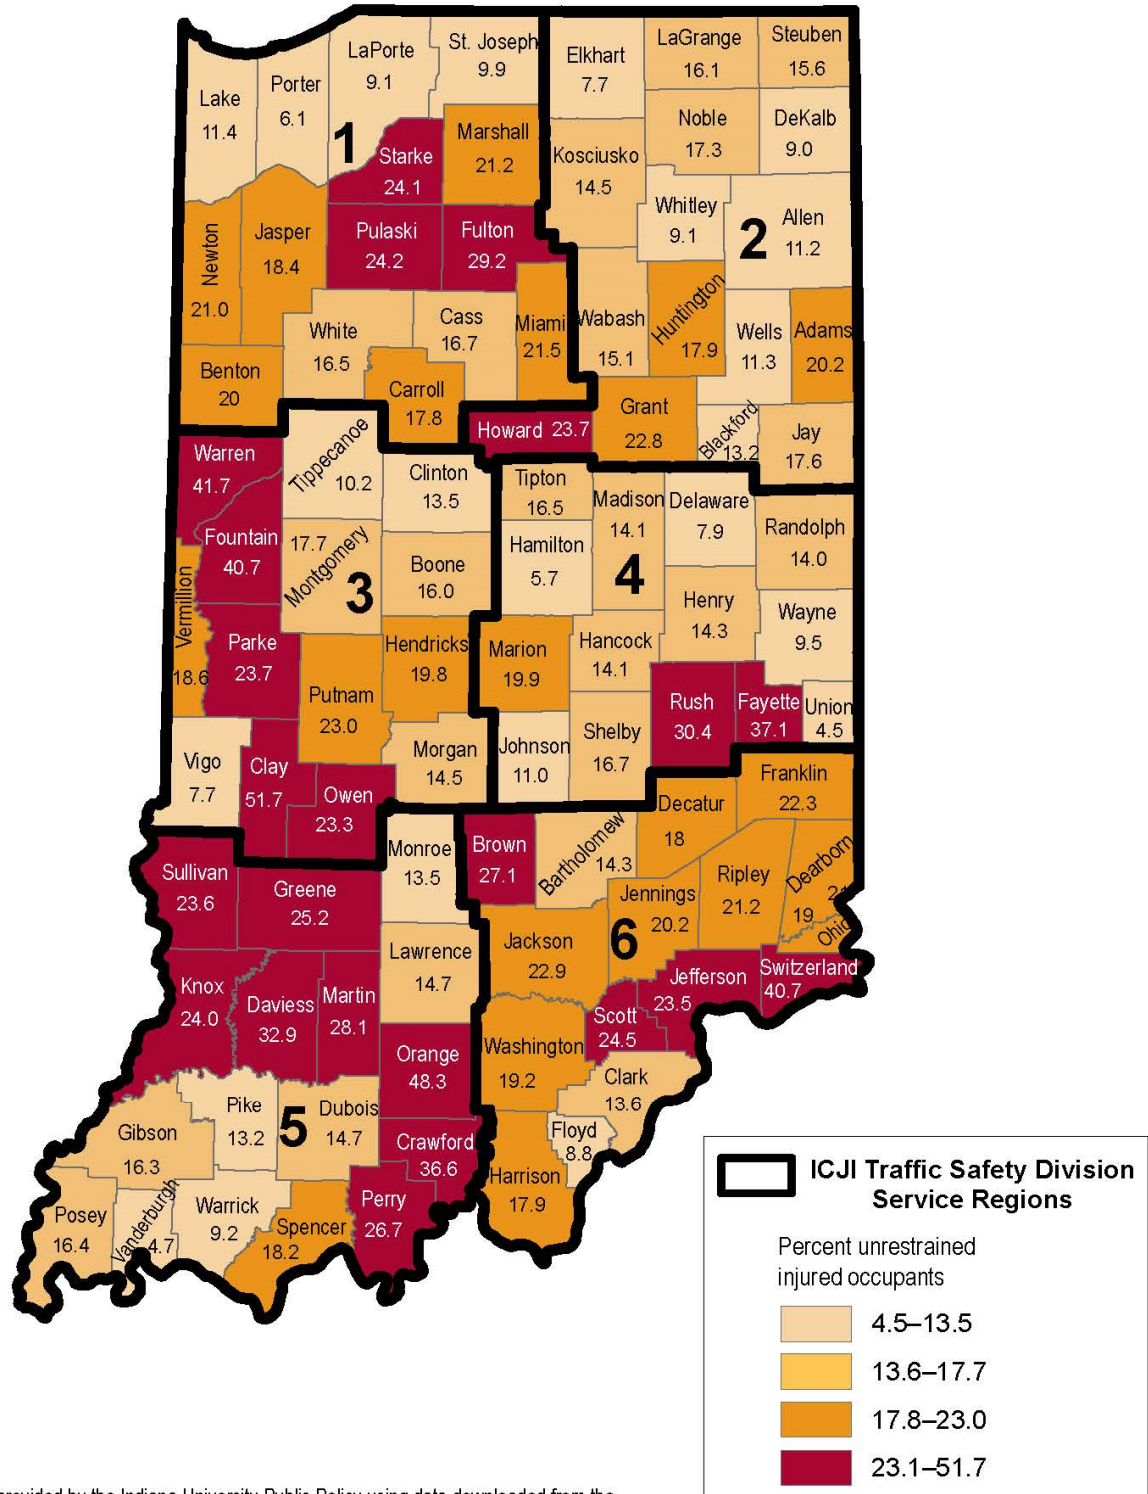 LaPorte
9.1
St. Joseph
9.9
Elkhart
7.7
LaGrange
16.1
Steuben
15.6
Lake
11.4
Porter
6.1
1
Starke
24.1
Marshall
21.2
Kosciusko
14.5
Noble
17.3
DeKalb
9.0
Newton
21.0
Jasper
18.4
Pulaski
24.2
Fulton
29.2
Whitley
9.1
2
Allen
11.2
White
16.5
Cass
16.7
Miami
21.5
Wabash
15.1
Huntington
17.9
Wells
11.3
Adams
20.2
Benton
20
Carroll
17.8
Howard 23.7
Grant
22.8
Blackford
13.2
Jay
17.6
Warren
41.7
Tippecanoe
10.2
Clinton
13.5
Tipton
16.5
Madison
14.1
Delaware
7.9
Randolph
14.0
Fountain
40.7
17.7
Montgomery
3
Boone
16.0
Hamilton
5.7
4
Henry
14.3
Wayne
9.5
Vermillion
18.6
Parke
23.7
Putnam
23.0
Hendricks
19.8
Marion
19.9
Hancock
14.1
Rush
30.4
Fayette
37.1
Union
4.5
Vigo
7.7
Clay
51.7
Owen
23.3
Morgan
14.5
Johnson
11.0
Shelby
16.7
Decatur
18
Franklin
22.3
Sullivan
23.6
Greene
25.2
Monroe
13.5
Brown
27.1
Bartholomew
14.3
Jennings
20.2
Ripley
21.2
Dearborn
19
Ohio
Knox
24.0
Daviess
32.9
Martin
28.1
Lawrence
14.7
Jackson
22.9
6
Jefferson
23.5
Switzerland
40.7
Scott
24.5
Orange
48.3
Washington
19.2
Clark
13.6
Gibson
16.3
Pike
13.2
5
Dubois
14.7
Crawford
36.6
Floyd
8.8
Harrison
17.9
Posey
16.4
Vanderburgh
4.7
Warrick
9.2
Spencer
18.2
Perry
26.7
ICJI Traffic Safety Division
Service Regions
Percent unrestrained
injured occupants
4.5–13.5
13.6–17.7
17.8–23.0
23.1–51.7
by the Indiana University Public Policy using data downloaded from the